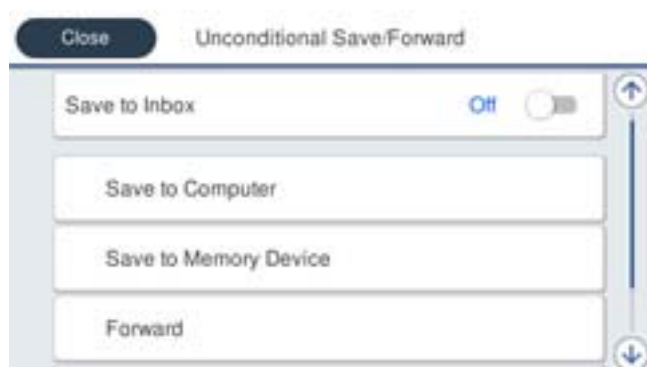 Close Unconditional Save/Forward
Save to Inbox Off
Save to Computer
Save to Memory Device
Forward